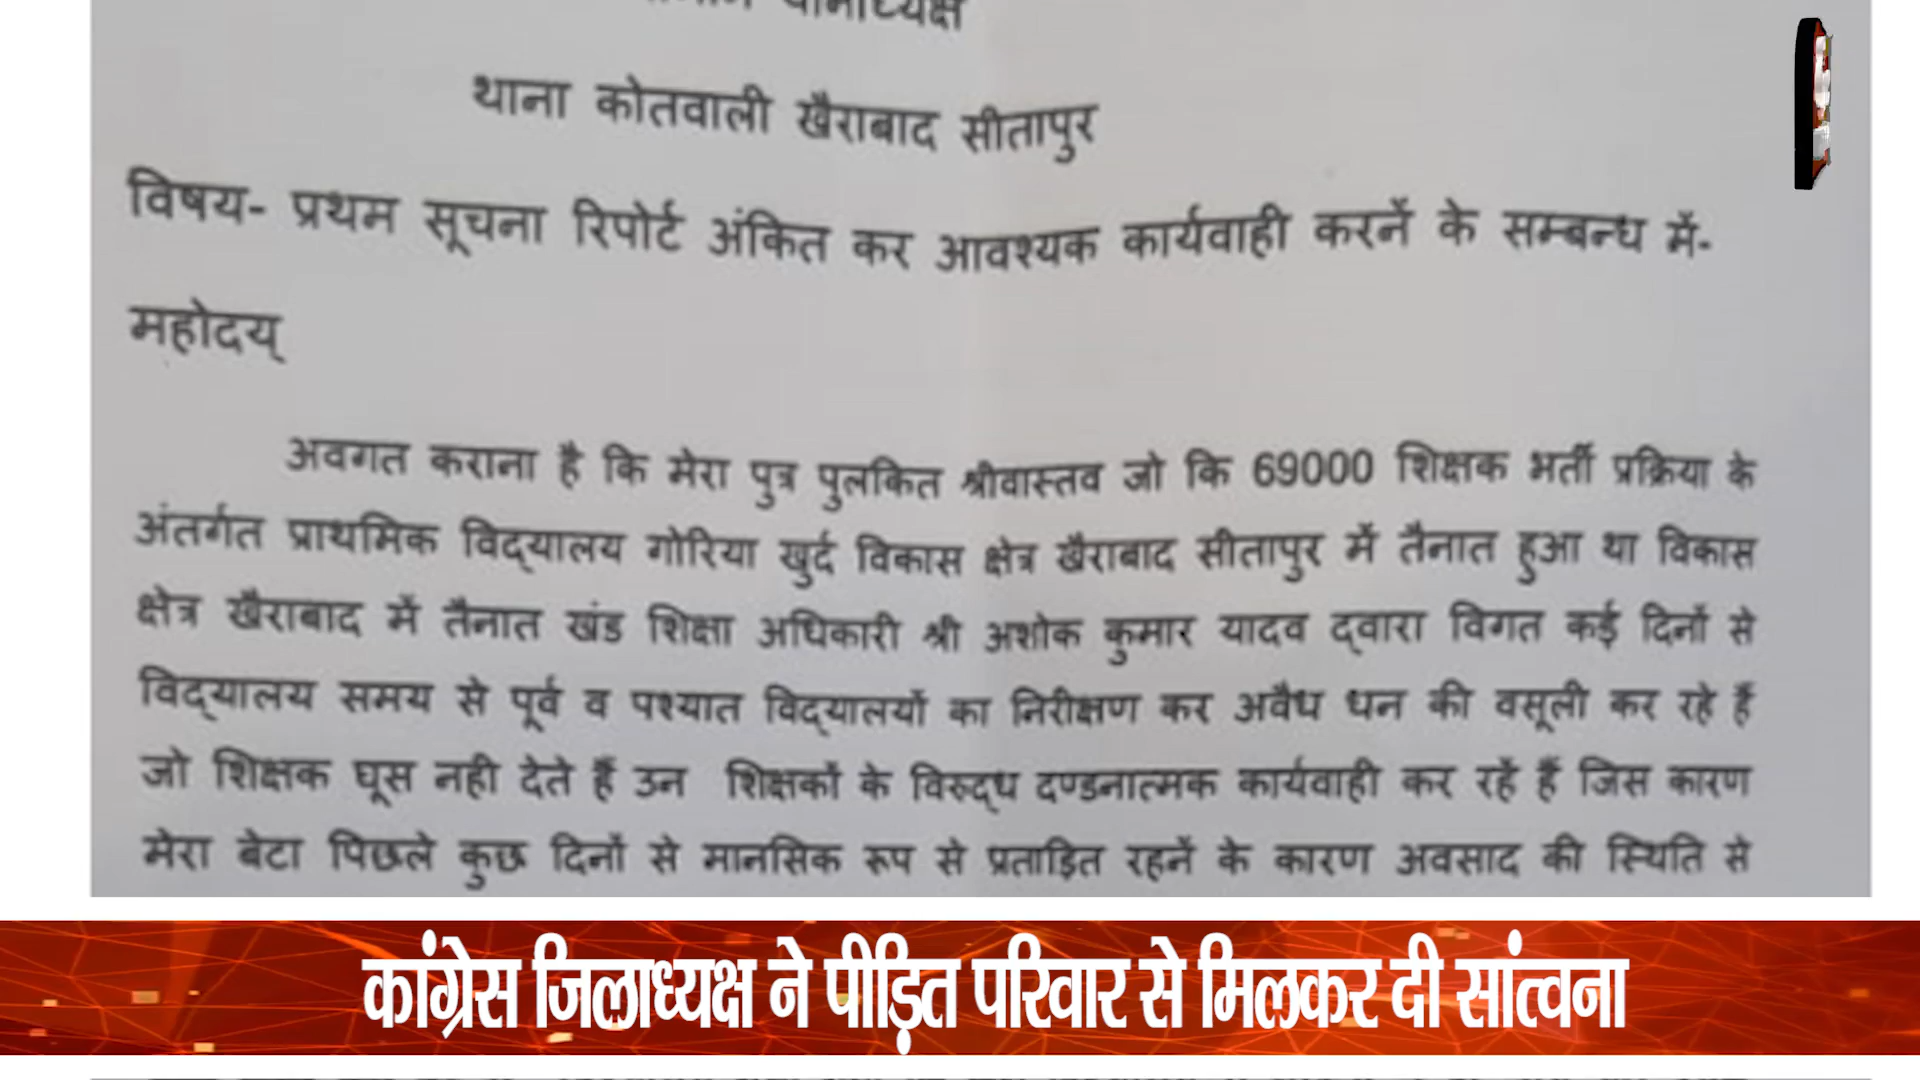 थाना कोतवाली खैराबाद सीतापुर
विषय- प्रथम सूचना रिपोर्ट अंकित कर आवश्यक कार्यवाही करनें के सम्बन्ध में-
महोदय्
अवगत कराना है कि मेरा पुत्र पुलकित श्रीवास्तव जो कि 69000 शिक्षक भर्ती प्रक्रिया के
अंतर्गत प्राथमिक विद्यालय गोरिया खुर्द विकास क्षेत्र खैराबाद सीतापुर में तैनात हुआ था विकास
क्षेत्र खैराबाद में तैनात खंड शिक्षा अधिकारी श्री अशोक कुमार यादव द्वारा विगत कई दिनों से
विद्यालय समय से पूर्व व पश्यात विद्यालयों का निरीक्षण कर अवैध धन की वसूली कर रहे हैं
जो शिक्षक घूस नही देते हैं उन शिक्षकों के विरुद्ध दण्डनात्मक कार्यवाही कर रहें हैं जिस कारण
मेरा बेटा पिछले कुछ दिनों से मानसिक रूप से प्रताड़ित रहनें के कारण अवसाद की स्थिति से
कांग्रेस जिलाध्यक्ष ने पीड़ित परिवार से मिलकर दी सांत्वना